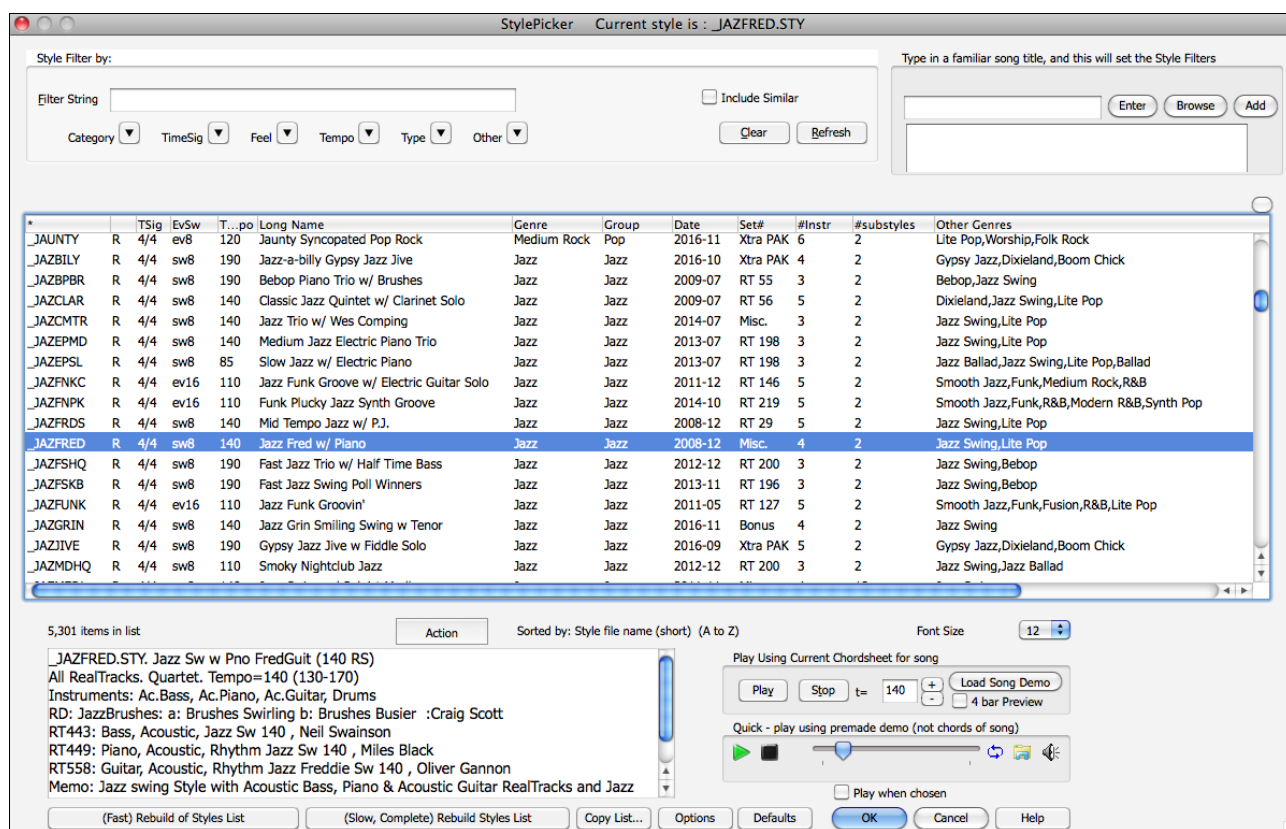 StylePicker Current style is : _JAZFRED.STY
Style Filter by:
Type in a familiar song title, and this will set the Style Filters
Filter String
Include Similar
Enter Browse Add
Category ▼ TimeSig ▼ Feel ▼ Tempo ▼ Type ▼ Other ▼
Clear Refresh
* TSig EvSw T...po Long Name Genre Group Date Set# #Instr #substyles Other Genres
_JAUNTY R 4/4 ev8 120 Jaunty Syncopated Pop Rock Medium Rock Pop 2016-11 Xtra PAK 6 2 Lite Pop,Worship,Folk Rock
_JAZBILY R 4/4 sw8 190 Jazz-a-billy Gypsy Jazz Jive Jazz Jazz 2016-10 Xtra PAK 4 2 Gypsy Jazz,Dixieland,Boom Chick
_JAZBPBR R 4/4 sw8 190 Bebop Piano Trio w/ Brushes Jazz Jazz 2009-07 RT 55 3 2 Bebop,Jazz Swing
_JAZCLAR R 4/4 sw8 140 Classic Jazz Quintet w/ Clarinet Solo Jazz Jazz 2009-07 RT 56 5 2 Dixieland,Jazz Swing,Lite Pop
_JAZCMTR R 4/4 sw8 140 Jazz Trio w/ Wes Comping Jazz Jazz 2014-07 Misc. 3 2 Jazz Swing,Lite Pop
_JAZEPMD R 4/4 sw8 140 Medium Jazz Electric Piano Trio Jazz Jazz 2013-07 RT 198 3 2 Jazz Swing,Lite Pop
_JAZEPSL R 4/4 sw8 85 Slow Jazz w/ Electric Piano Jazz Jazz 2013-07 RT 198 3 2 Jazz Ballad,Jazz Swing,Lite Pop,Ballad
_JAZFNKC R 4/4 ev16 110 Jazz Funk Groove w/ Electric Guitar Solo Jazz Jazz 2011-12 RT 146 5 2 Smooth Jazz,Funk,Medium Rock,R&B
_JAZFNPK R 4/4 ev16 110 Funk Plucky Jazz Synth Groove Jazz Jazz 2014-10 RT 219 5 2 Smooth Jazz,Funk,R&B,Modern R&B,Synth Pop
_JAZFRDS R 4/4 sw8 140 Mid Tempo Jazz w/ P.J. Jazz Jazz 2008-12 RT 29 5 2 Jazz Swing,Lite Pop
_JAZFRED R 4/4 sw8 140 Jazz Fred w/ Piano Jazz Jazz 2008-12 Misc. 4 2 Jazz Swing,Lite Pop
_JAZFSHQ R 4/4 sw8 190 Fast Jazz Trio w/ Half Time Bass Jazz Jazz 2012-12 RT 200 3 2 Jazz Swing,Bebop
_JAZFSKB R 4/4 sw8 190 Fast Jazz Swing Poll Winners Jazz Jazz 2013-11 RT 196 3 2 Jazz Swing,Bebop
_JAZFUNK R 4/4 ev16 110 Jazz Funk Groovin' Jazz Jazz 2011-05 RT 127 5 2 Smooth Jazz,Funk,Fusion,R&B,Lite Pop
_JAZGRIN R 4/4 sw8 140 Jazz Grin Smiling Swing w Tenor Jazz Jazz 2016-11 Bonus 4 2 Jazz Swing
_JAZJIVE R 4/4 sw8 190 Gypsy Jazz Jive w Fiddle Solo Jazz Jazz 2016-09 Xtra PAK 5 2 Gypsy Jazz,Dixieland,Boom Chick
_JAZMDHQ R 4/4 sw8 110 Smoky Nightclub Jazz Jazz Jazz 2012-12 RT 200 3 2 Jazz Swing,Jazz Ballad
5,301 items in list
Action
Sorted by: Style file name (short) (A to Z)
Font Size 12
_JAZFRED.STY. Jazz Sw w Pno FredGuit (140 RS)
All RealTracks. Quartet. Tempo=140 (130-170)
Instruments: Ac.Bass, Ac.Piano, Ac.Guitar, Drums
RD: JazzBrushes: a: Brushes Swirling b: Brushes Busier :Craig Scott
RT443: Bass, Acoustic, Jazz Sw 140 , Neil Swainson
RT449: Piano, Acoustic, Rhythm Jazz Sw 140 , Miles Black
RT558: Guitar, Acoustic, Rhythm Jazz Freddie Sw 140 , Oliver Gannon
Memo: Jazz swing Style with Acoustic Bass, Piano & Acoustic Guitar RealTracks and Jazz
Play Using Current Chordsheet for song
Play Stop t= 140 + - Load Song Demo
4 bar Preview
Quick - play using premade demo (not chords of song)
Play when chosen
(Fast) Rebuild of Styles List (Slow, Complete) Rebuild Styles List Copy List... Options Defaults OK Cancel Help